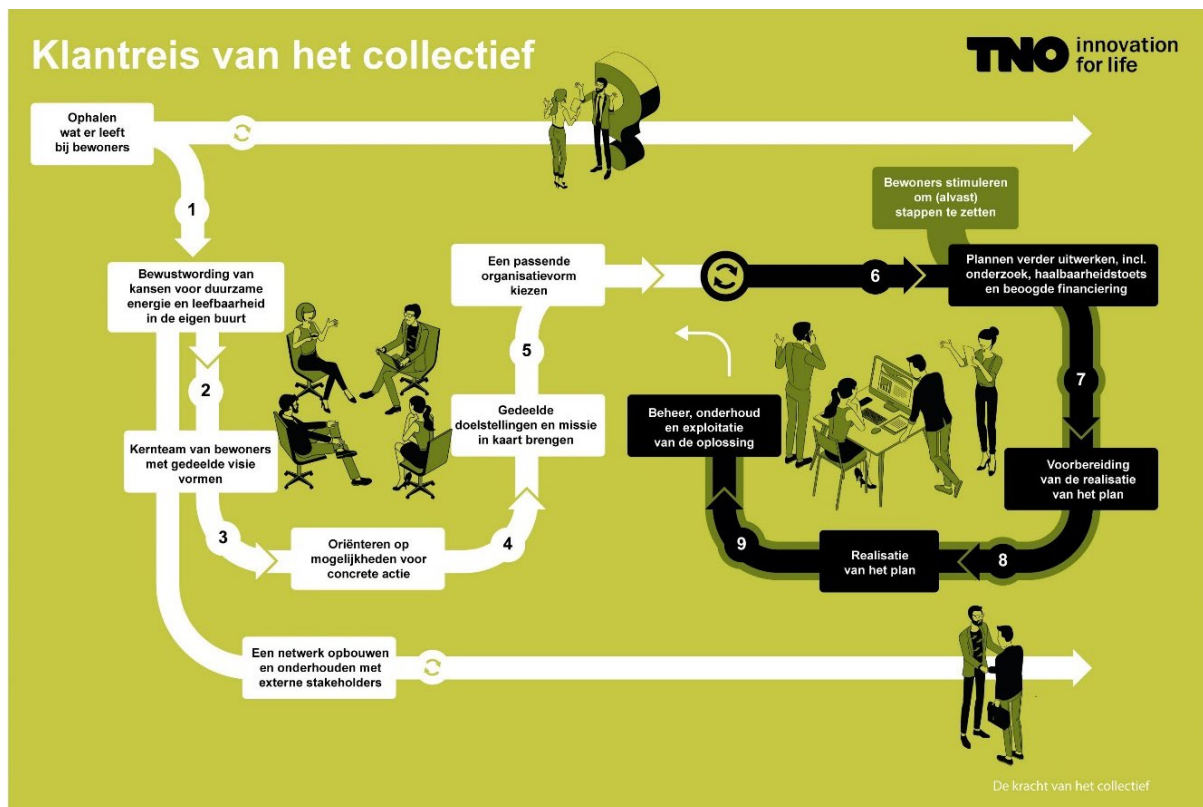 Klantreis van het collectief
TNO innovation
for life
Ophalen
wat er leeft
bij bewoners
1
Bewustwording van
kansen voor duurzame
energie en leefbaarheid
in de eigen buurt
2
Kernteam van bewoners
met gedeelde visie
vormen
3
Oriënteren op
mogelijkheden voor
concrete actie
4
Gedeelde
doelstellingen en missie
in kaart brengen
5
Een passende
organisatievorm
kiezen
6
Bewoners stimuleren
om (alvast)
stappen te zetten
Plannen verder uitwerken, incl.
onderzoek, haalbaarheidstoets
en beoogde financiering
7
Voorbereiding
van de realisatie
van het plan
8
Realisatie
van het plan
9
Beheer, onderhoud
en exploitatie
van de oplossing
Een netwerk opbouwen
en onderhouden met
externe stakeholders
De kracht van het collectief